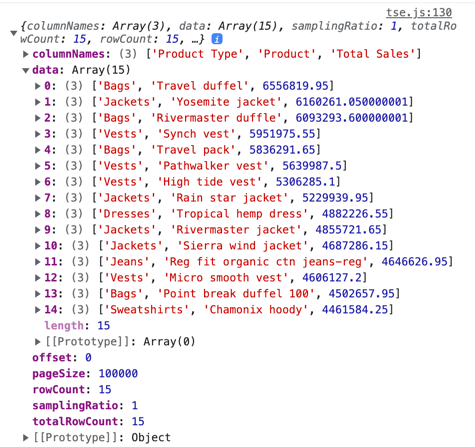 tse.js:130
{columnNames: Array(3), data: Array(15), samplingRatio: 1, totalRo
wCount: 15, rowCount: 15, …}
columnNames: (3) ['Product Type', 'Product', 'Total Sales']
data: Array(15)
0: (3) ['Bags', 'Travel duffel', 6556819.95]
1: (3) ['Jackets', 'Yosemite jacket', 6160261.050000001]
2: (3) ['Bags', 'Rivermaster duffle', 6093293.600000001]
3: (3) ['Vests', 'Synch vest', 5951975.55]
4: (3) ['Bags', 'Travel pack', 5836291.65]
5: (3) ['Vests', 'Pathwalker vest', 5639987.5]
6: (3) ['Vests', 'High tide vest', 5306285.1]
7: (3) ['Jackets', 'Rain star jacket', 5229939.95]
8: (3) ['Dresses', 'Tropical hemp dress', 4882226.55]
9: (3) ['Jackets', 'Rivermaster jacket', 4855721.65]
10: (3) ['Jackets', 'Sierra wind jacket', 4687286.15]
11: (3) ['Jeans', 'Reg fit organic ctn jeans-reg', 4646626.95]
12: (3) ['Vests', 'Micro smooth vest', 4606127.2]
13: (3) ['Bags', 'Point break duffel 100', 4502657.95]
14: (3) ['Sweatshirts', 'Chamonix hoody', 4461584.25]
length: 15
[[Prototype]]: Array(0)
offset: 0
pageSize: 100000
rowCount: 15
samplingRatio: 1
totalRowCount: 15
[[Prototype]]: Object